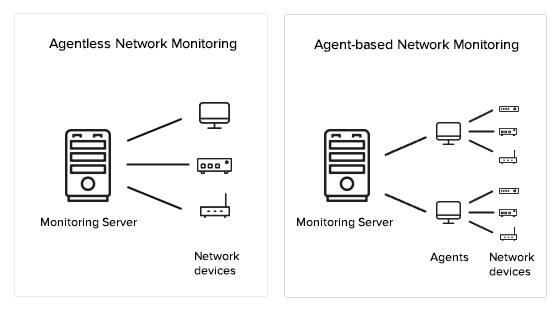 Agentless Network Monitoring
Monitoring Server
Network
devices
Agent-based Network Monitoring
Monitoring Server
Agents
Network
devices